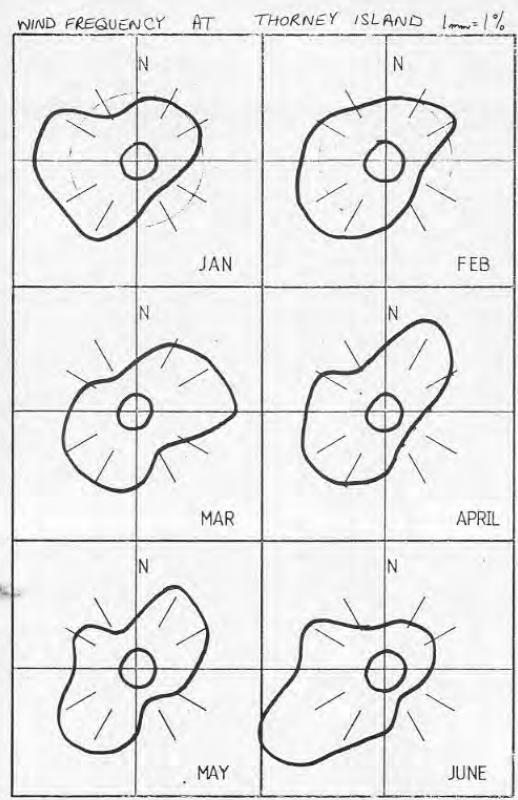 WIND FREQUENCY AT THORNEY ISLAND 1mm=1%
N
N
JAN
FEB
N
N
MAR
APRIL
N
N
MAY
JUNE